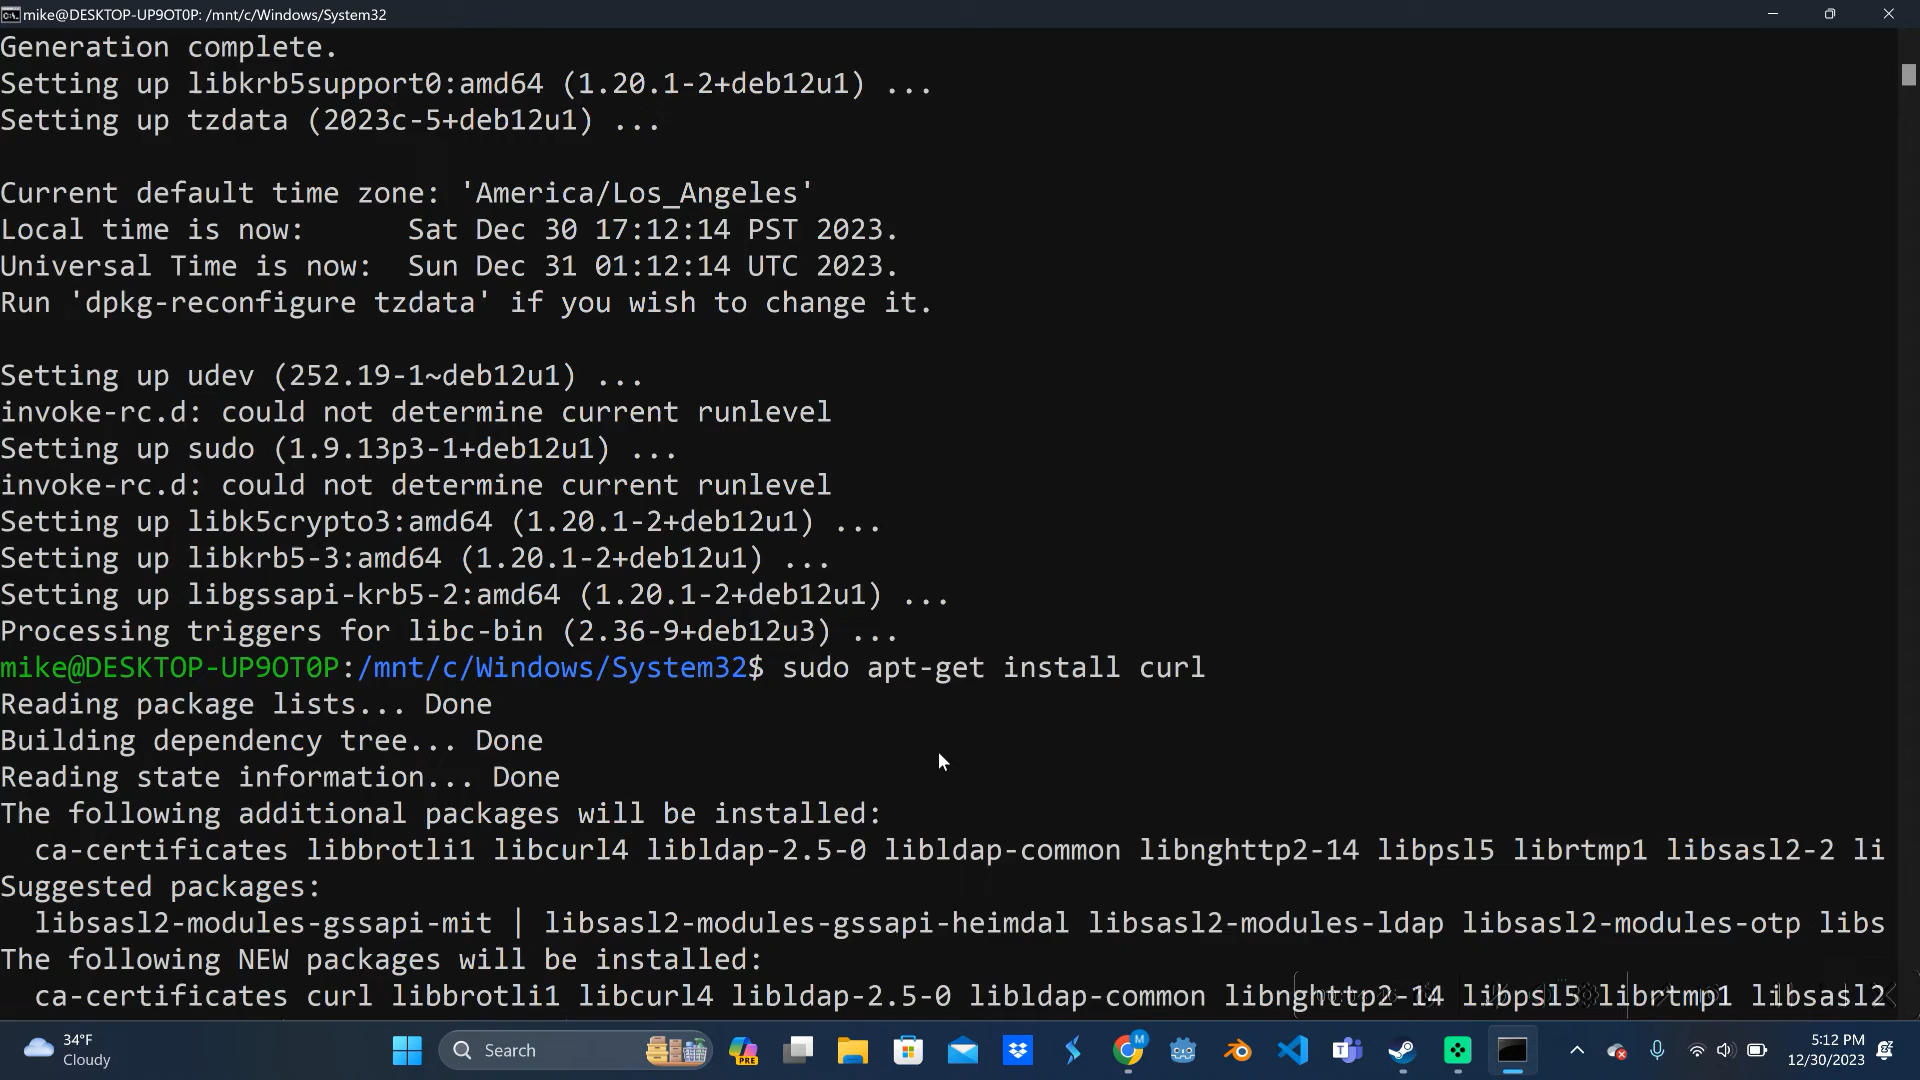 mike@DESKTOP-UP9OT0P: /mnt/c/Windows/System32
Generation complete.
Setting up libkrb5support0:amd64 (1.20.1-2+deb12u1) ...
Setting up tzdata (2023c-5+deb12u1) ...
Current default time zone: 'America/Los_Angeles'
Local time is now:      Sat Dec 30 17:12:14 PST 2023.
Universal Time is now:  Sun Dec 31 01:12:14 UTC 2023.
Run 'dpkg-reconfigure tzdata' if you wish to change it.
Setting up udev (252.19-1~deb12u1) ...
invoke-rc.d: could not determine current runlevel
Setting up sudo (1.9.13p3-1+deb12u1) ...
invoke-rc.d: could not determine current runlevel
Setting up libk5crypto3:amd64 (1.20.1-2+deb12u1) ...
Setting up libkrb5-3:amd64 (1.20.1-2+deb12u1) ...
Setting up libgssapi-krb5-2:amd64 (1.20.1-2+deb12u1) ...
Processing triggers for libc-bin (2.36-9+deb12u3) ...
mike@DESKTOP-UP9OT0P:/mnt/c/Windows/System32$ sudo apt-get install curl
Reading package lists... Done
Building dependency tree... Done
Reading state information... Done
The following additional packages will be installed:
  ca-certificates libbrotli1 libcurl4 libldap-2.5-0 libldap-common libnghttp2-14 libpsl5 librtmp1 libsasl2-2 li
Suggested packages:
  libsasl2-modules-gssapi-mit | libsasl2-modules-gssapi-heimdal libsasl2-modules-ldap libsasl2-modules-otp libs
The following NEW packages will be installed:
  ca-certificates curl libbrotli1 libcurl4 libldap-2.5-0 libldap-common libnghttp2-14 libpsl5 librtmp1 libsasl2
34°F
Cloudy
Search
PRE
M
5:12 PM
12/30/2023